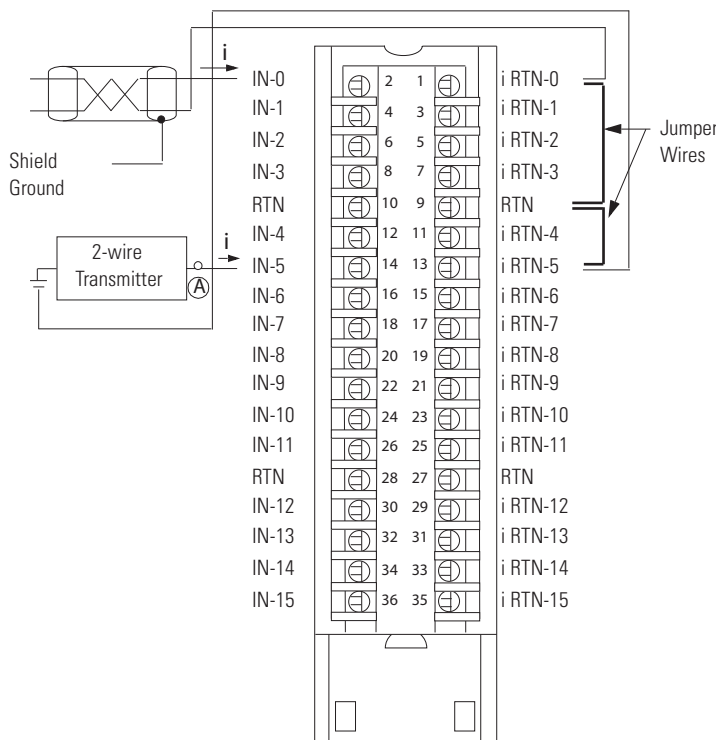 i
IN-0 2 1 i RTN-0
IN-1 4 3 i RTN-1
IN-2 6 5 i RTN-2
IN-3 8 7 i RTN-3
RTN 10 9 RTN
IN-4 12 11 i RTN-4
IN-5 14 13 i RTN-5
IN-6 16 15 i RTN-6
IN-7 18 17 i RTN-7
IN-8 20 19 i RTN-8
IN-9 22 21 i RTN-9
IN-10 24 23 i RTN-10
IN-11 26 25 i RTN-11
RTN 28 27 RTN
IN-12 30 29 i RTN-12
IN-13 32 31 i RTN-13
IN-14 34 33 i RTN-14
IN-15 36 35 i RTN-15
Shield
Ground
2-wire
Transmitter
A
i
Jumper
Wires